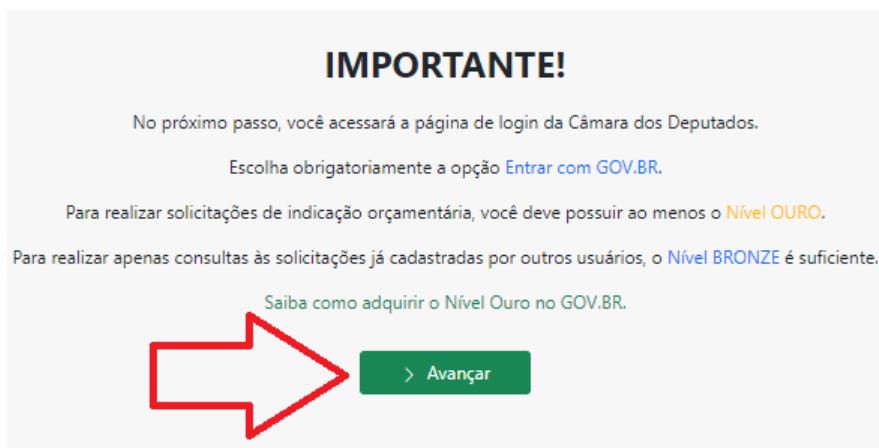 IMPORTANTE!
No próximo passo, você acessará a página de login da Câmara dos Deputados.
Escolha obrigatoriamente a opção Entrar com GOV.BR.
Para realizar solicitações de indicação orçamentária, você deve possuir ao menos o Nível OURO.
Para realizar apenas consultas às solicitações já cadastradas por outros usuários, o Nível BRONZE é suficiente.
Saiba como adquirir o Nível Ouro no GOV.BR.
> Avançar